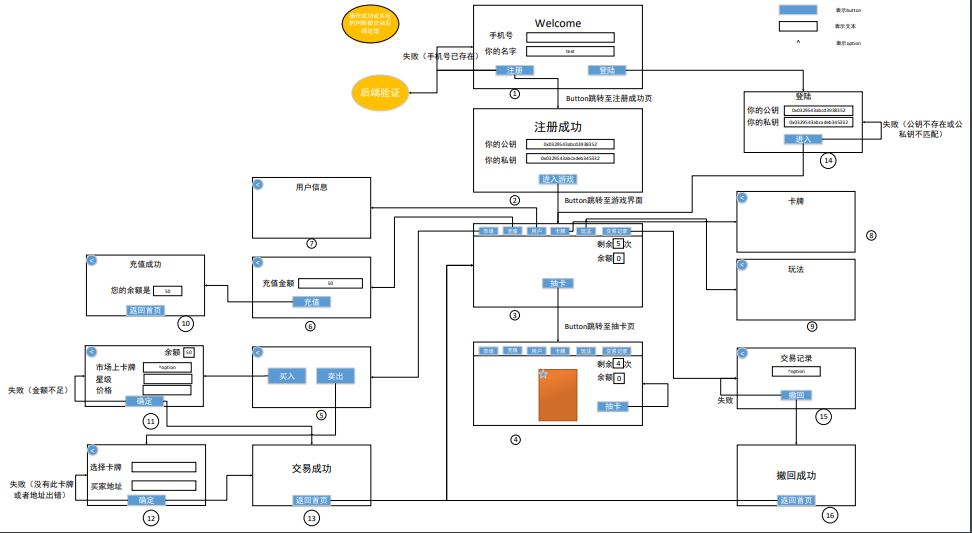 操作成功或失败
的判断都交由后
端处理
后端验证
失败（手机号已存在）
Welcome
手机号
你的名字
text
注册
登陆
1
Button跳转至注册成功页
表示button
表示文本
^
表示option
注册成功
你的公钥
0x0329543abcd3938352
你的私钥
0x0329543abcadeb345332
进入游戏
2
Button跳转至游戏界面
登陆
你的公钥
0x0329543abcd3938352
你的私钥
0x0329543abcadeb345332
进入
14
失败（公钥不存在或公
私钥不匹配）
<
用户信息
7
<
卡牌
8
市场
充值
用户
卡牌
玩法
交易记录
剩余 5 次
余额 0
抽卡
3
Button跳转至抽卡页
<
玩法
9
<
充值成功
您的余额是
50
返回首页
10
<
充值金额
50
充值
6
市场
充值
用户
卡牌
玩法
交易记录
剩余 4 次
余额 0
抽卡
4
<
余额 50
市场上卡牌
^option
星级
价格
确定
失败（金额不足）
11
<
买入
卖出
5
<
交易记录
^option
撤回
失败
15
<
选择卡牌
买家地址
确定
失败（没有此卡牌
或者地址出错）
12
交易成功
返回首页
13
撤回成功
返回首页
16